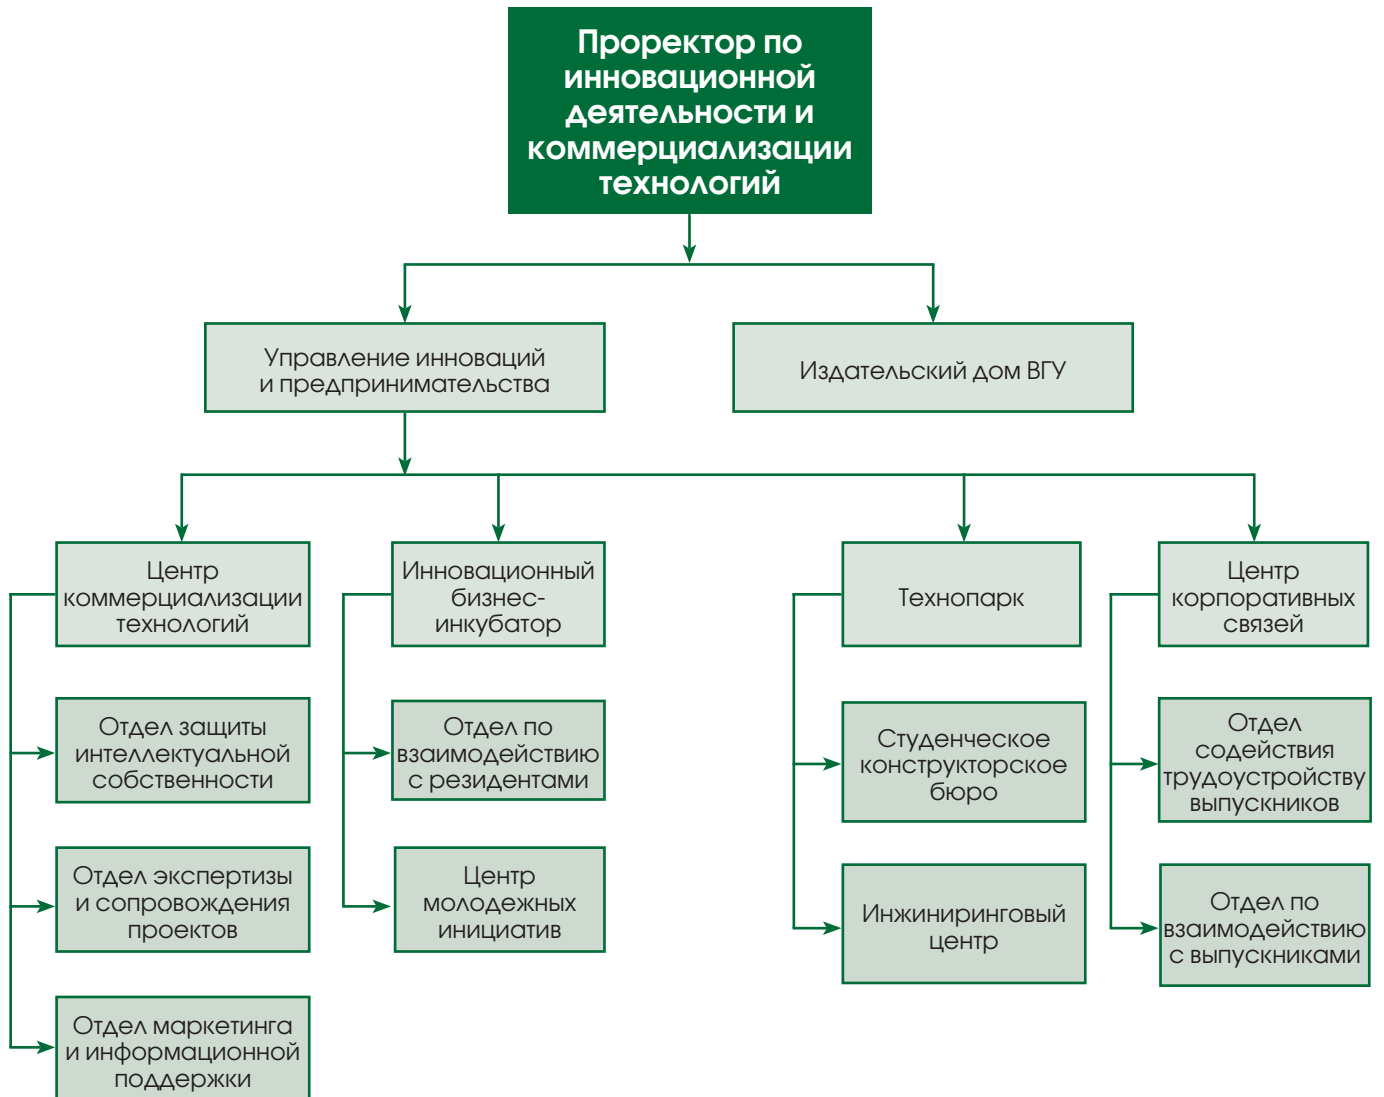 Проректор по
инновационной
деятельности и
коммерциализации
технологий
Управление инноваций
и предпринимательства
Издательский дом ВГУ
Центр
коммерциализации
технологий
Инновационный
бизнес-
инкубатор
Технопарк
Центр
корпоративных
связей
Отдел защиты
интеллектуальной
собственности
Отдел по
взаимодействию
с резидентами
Студенческое
конструкторское
бюро
Отдел
содействия
трудоустройству
выпускников
Отдел экспертизы
и сопровождения
проектов
Центр
молодежных
инициатив
Инжиниринговый
центр
Отдел по
взаимодействию
с выпускниками
Отдел маркетинга
и информационной
поддержки